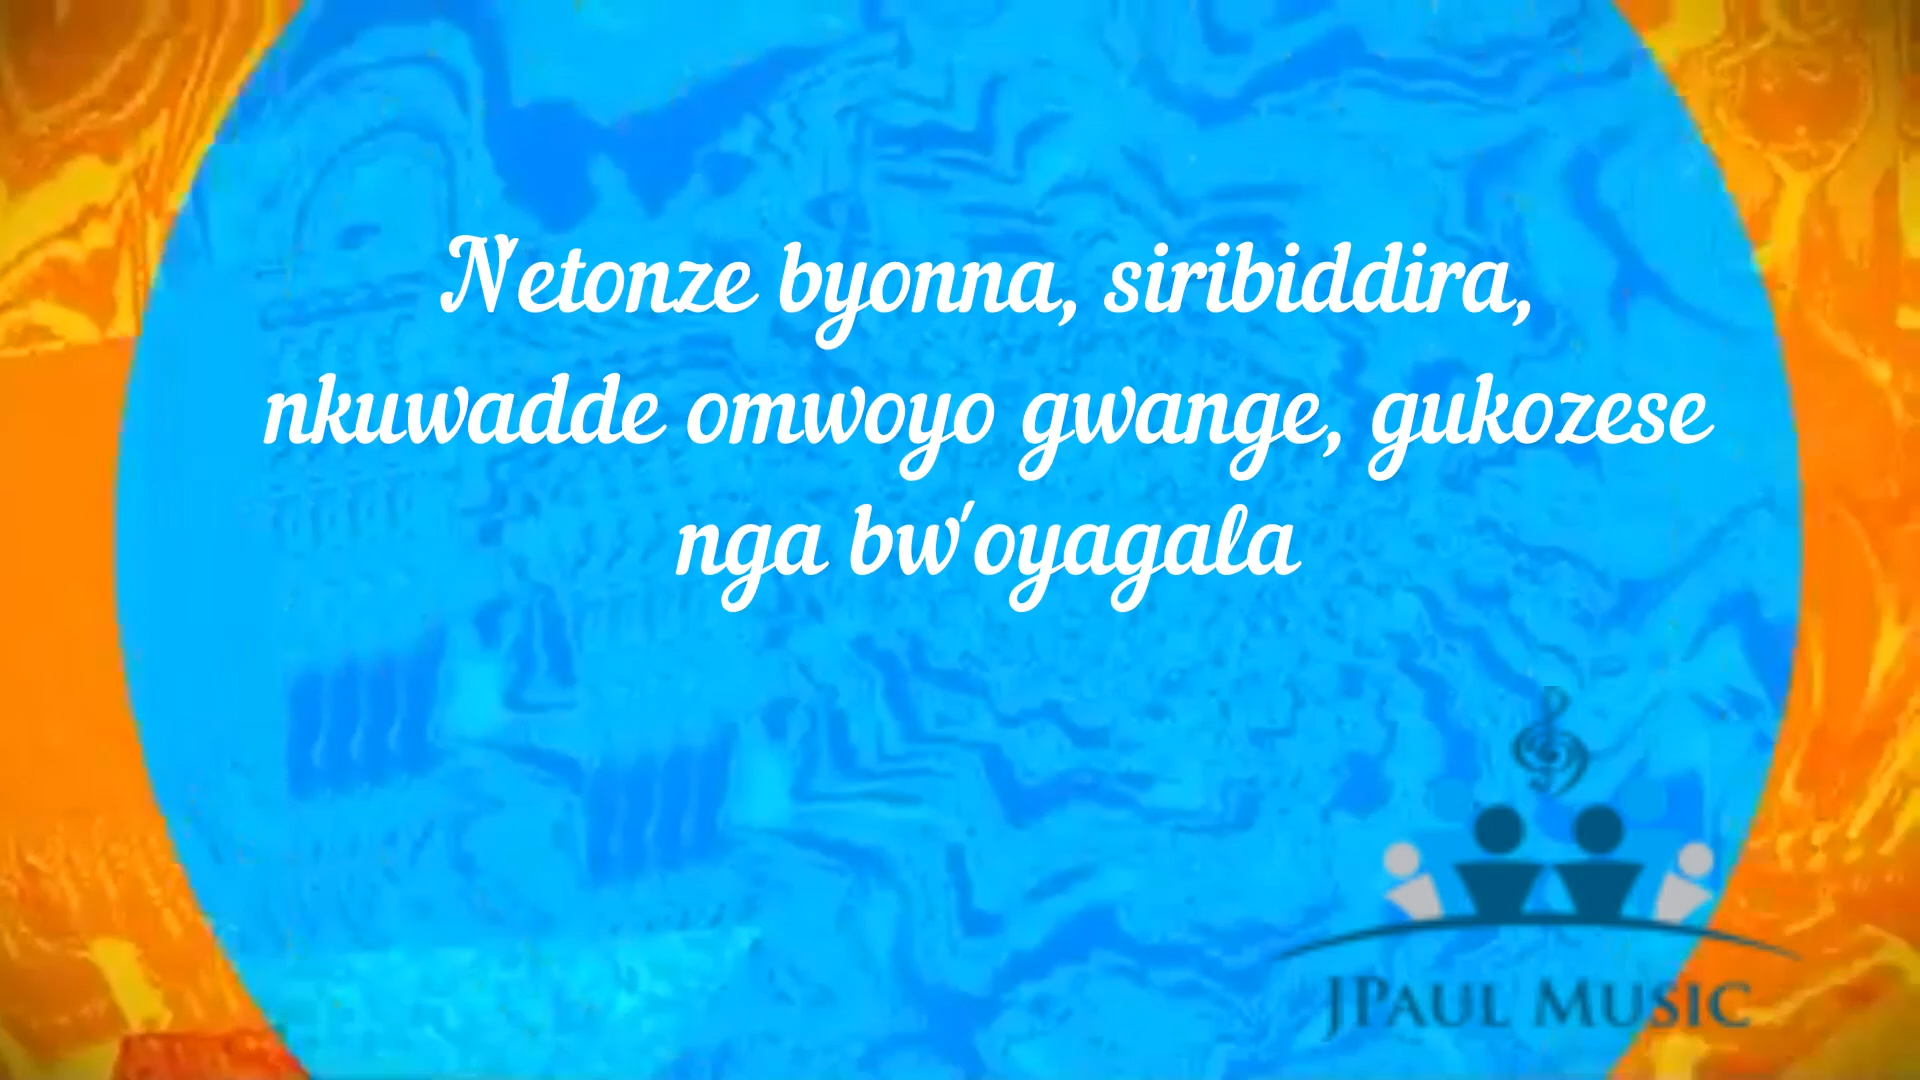 Netonze byonna, siribiddira,
nkuwadde omwoyo gwange, gukozese
nga bw'oyagala
JPAUL MUSIC